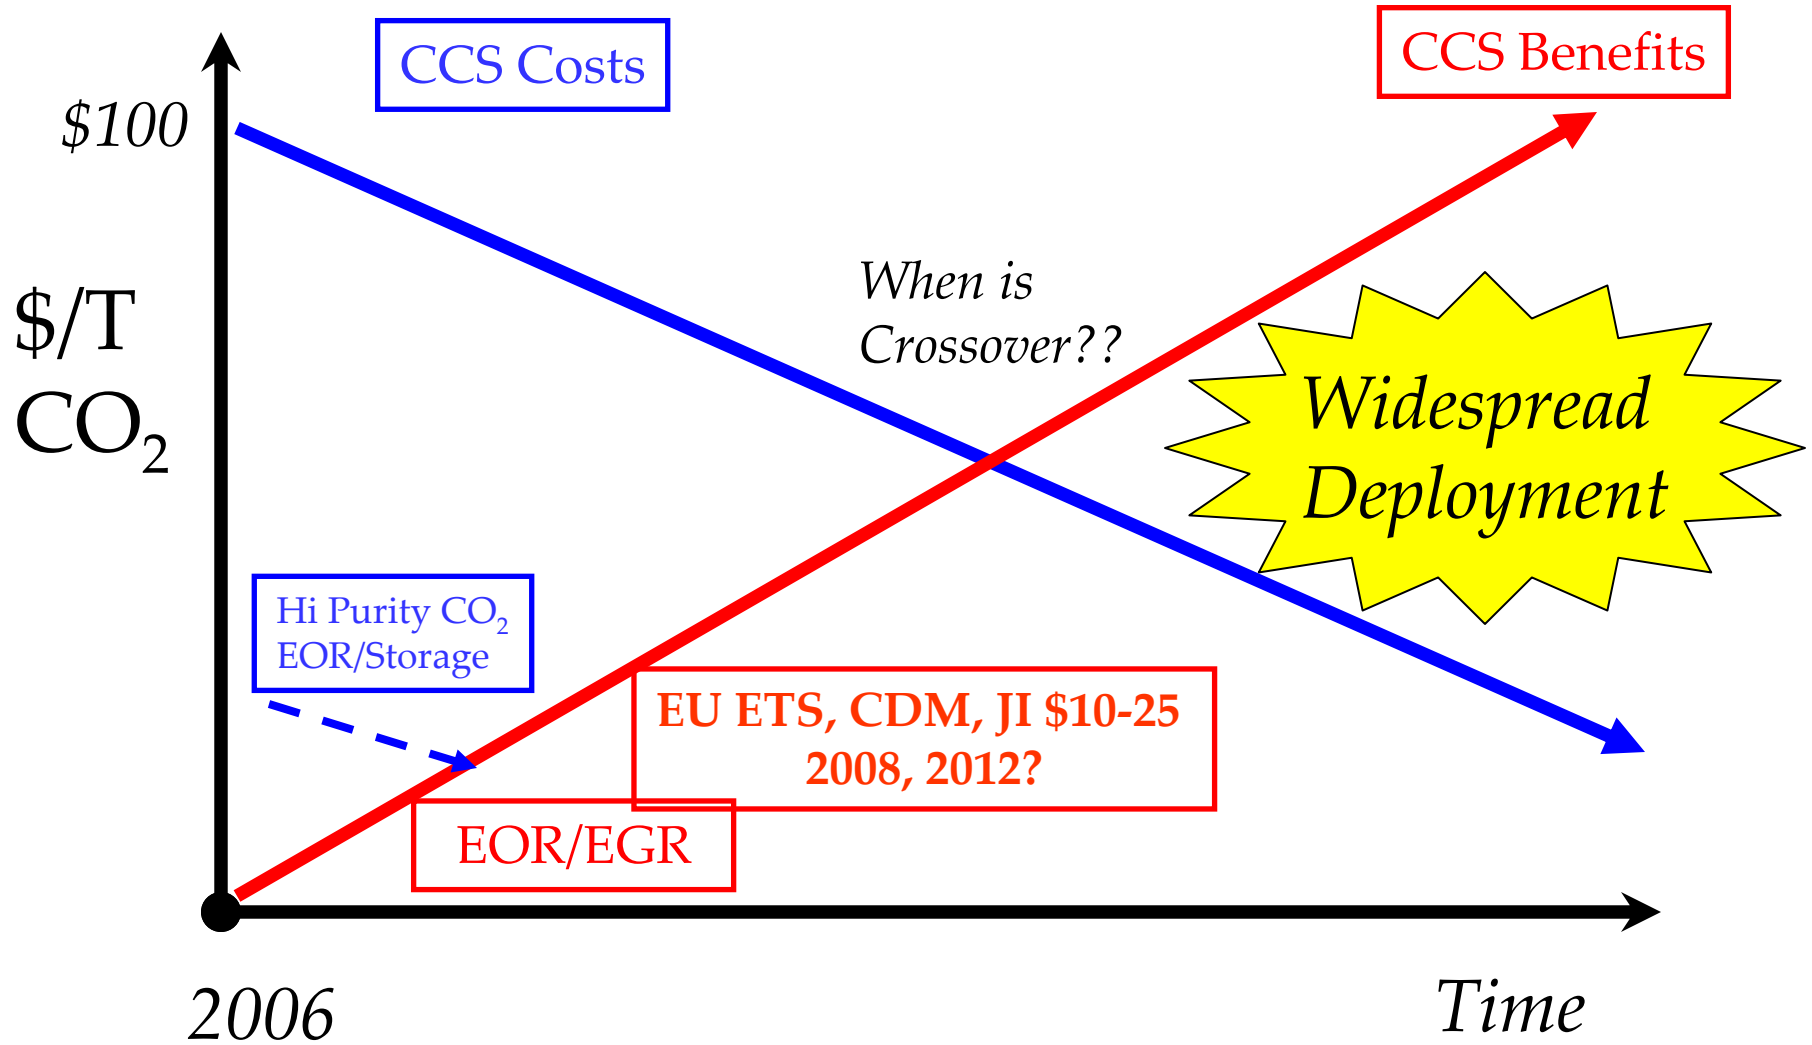 CCS Costs
CCS Benefits
$100
When is
Crossover??
$/T
CO₂
Widespread
Deployment
Hi Purity CO₂
EOR/Storage
EU ETS, CDM, JI $10-25
2008, 2012?
EOR/EGR
2006
Time